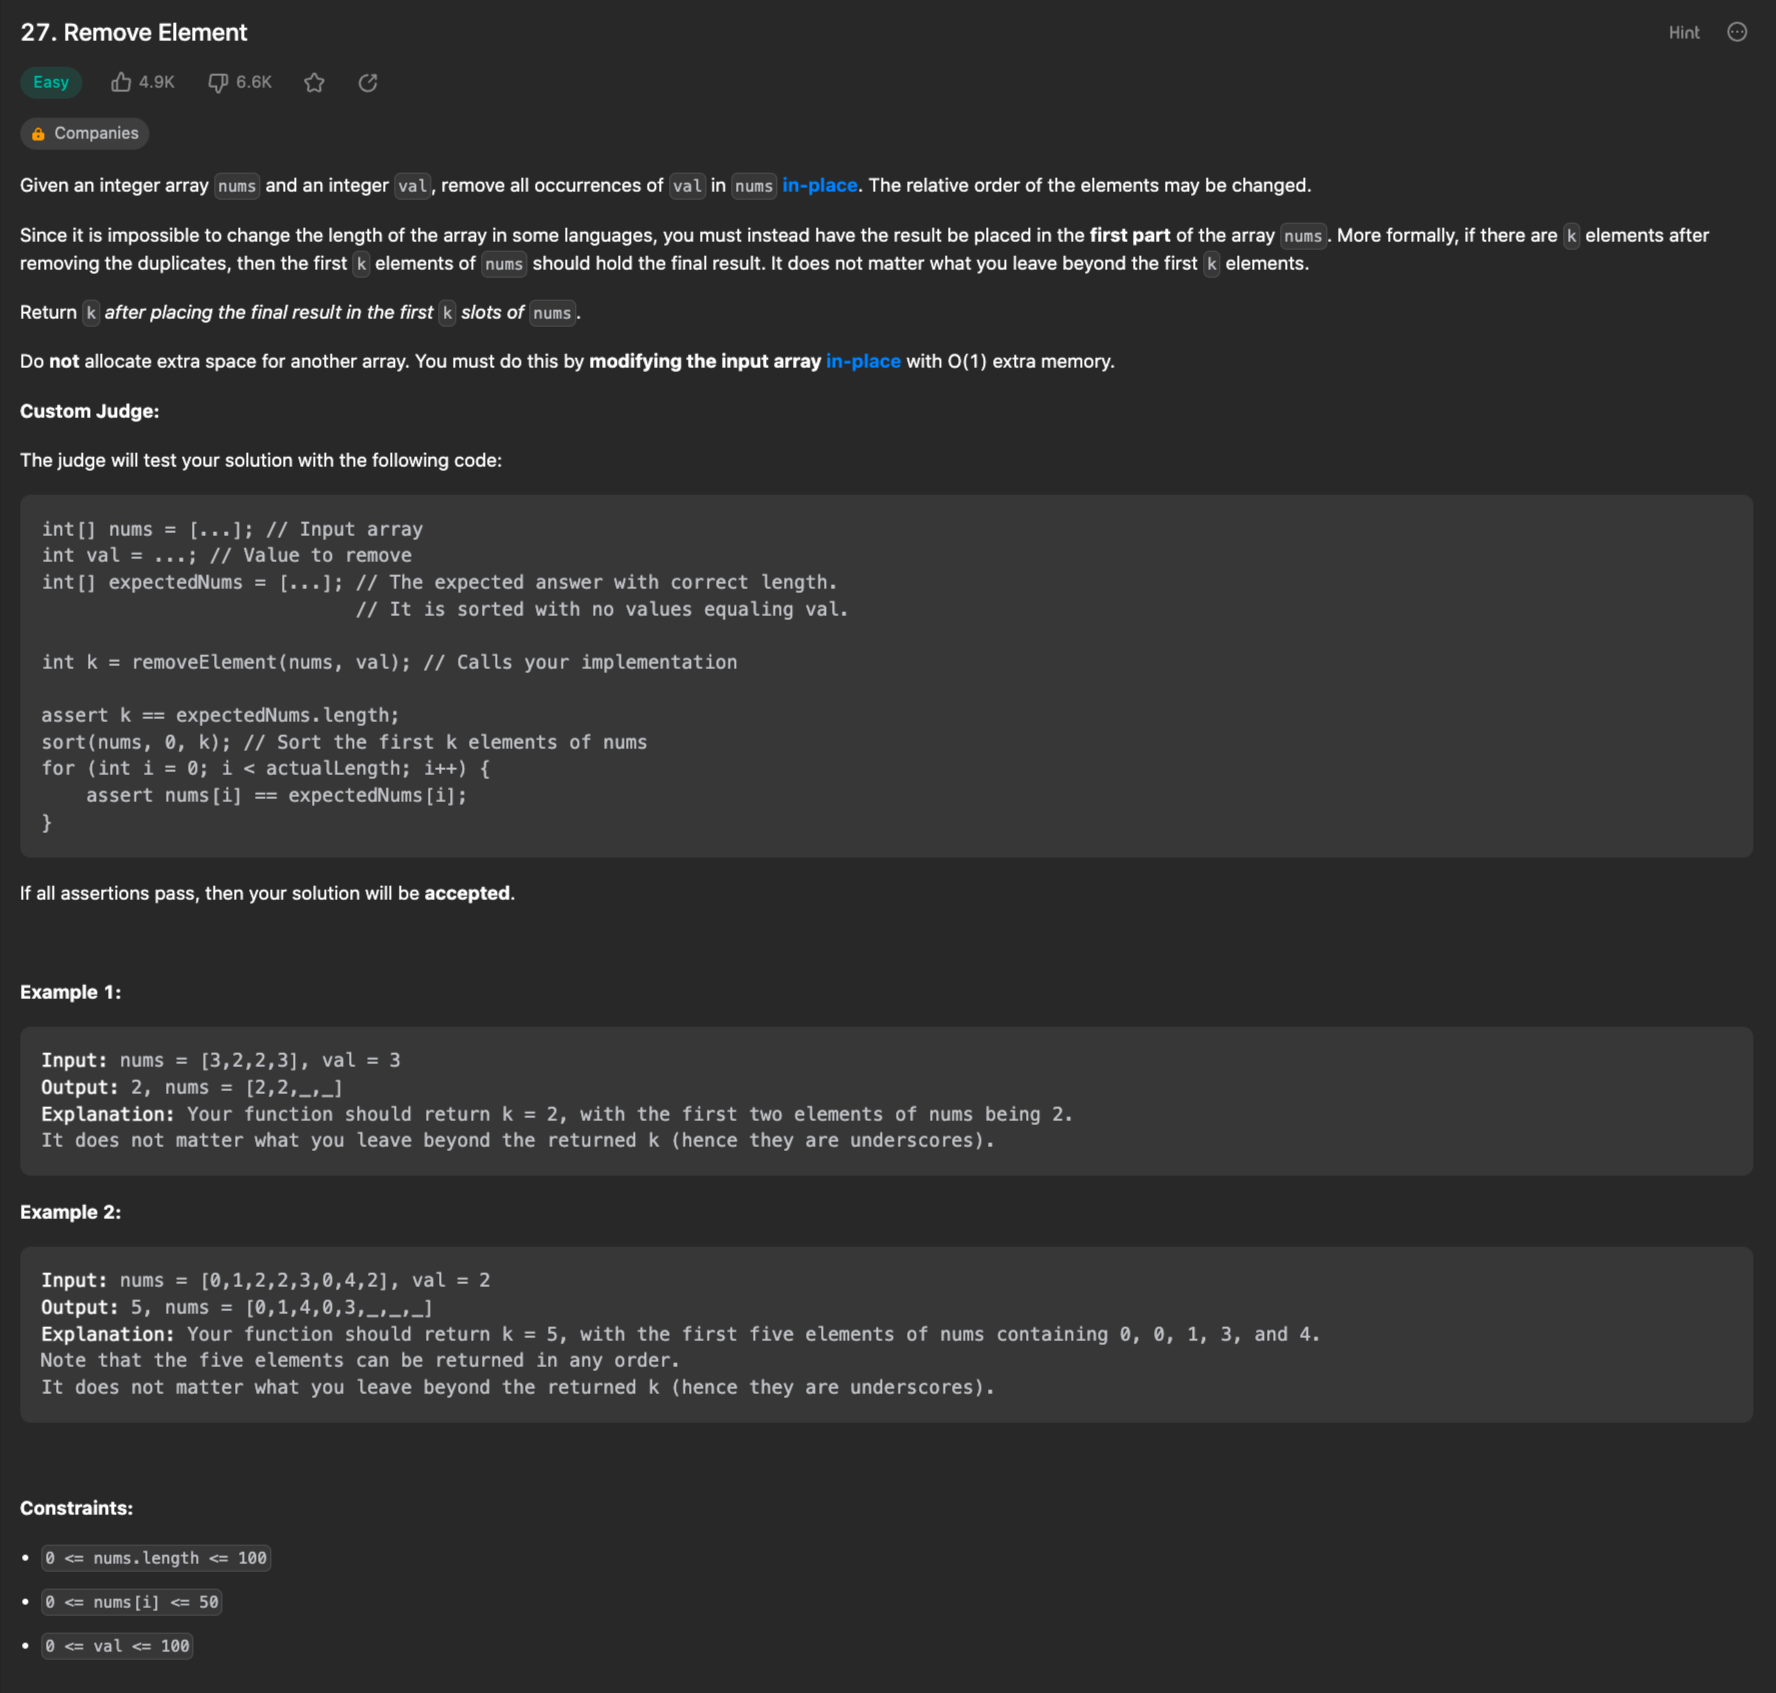 27. Remove Element
Hint
Easy
4.9K
6.6K
Companies
Given an integer array nums and an integer val, remove all occurrences of val in nums in-place. The relative order of the elements may be changed.
Since it is impossible to change the length of the array in some languages, you must instead have the result be placed in the first part of the array nums. More formally, if there are k elements after
removing the duplicates, then the first k elements of nums should hold the final result. It does not matter what you leave beyond the first k elements.
Return k after placing the final result in the first k slots of nums.
Do not allocate extra space for another array. You must do this by modifying the input array in-place with O(1) extra memory.
Custom Judge:
The judge will test your solution with the following code:
int[] nums = [...]; // Input array
int val = ...; // Value to remove
int[] expectedNums = [...]; // The expected answer with correct length.
                            // It is sorted with no values equaling val.
int k = removeElement(nums, val); // Calls your implementation
assert k == expectedNums.length;
sort(nums, 0, k); // Sort the first k elements of nums
for (int i = 0; i < actualLength; i++) {
    assert nums[i] == expectedNums[i];
}
If all assertions pass, then your solution will be accepted.
Example 1:
Input: nums = [3,2,2,3], val = 3
Output: 2, nums = [2,2,_,_]
Explanation: Your function should return k = 2, with the first two elements of nums being 2.
It does not matter what you leave beyond the returned k (hence they are underscores).
Example 2:
Input: nums = [0,1,2,2,3,0,4,2], val = 2
Output: 5, nums = [0,1,4,0,3,_,_,_]
Explanation: Your function should return k = 5, with the first five elements of nums containing 0, 0, 1, 3, and 4.
Note that the five elements can be returned in any order.
It does not matter what you leave beyond the returned k (hence they are underscores).
Constraints:
• 0 <= nums.length <= 100
• 0 <= nums[i] <= 50
• 0 <= val <= 100